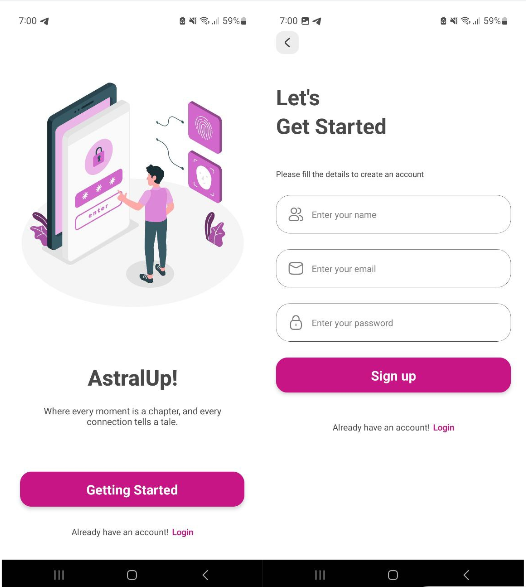 7:00
59%
* * *
enter
AstralUp!
Where every moment is a chapter, and every
connection tells a tale.
Getting Started
Already have an account! Login
7:00
59%
Let's
Get Started
Please fill the details to create an account
Enter your name
Enter your email
Enter your password
Sign up
Already have an account! Login